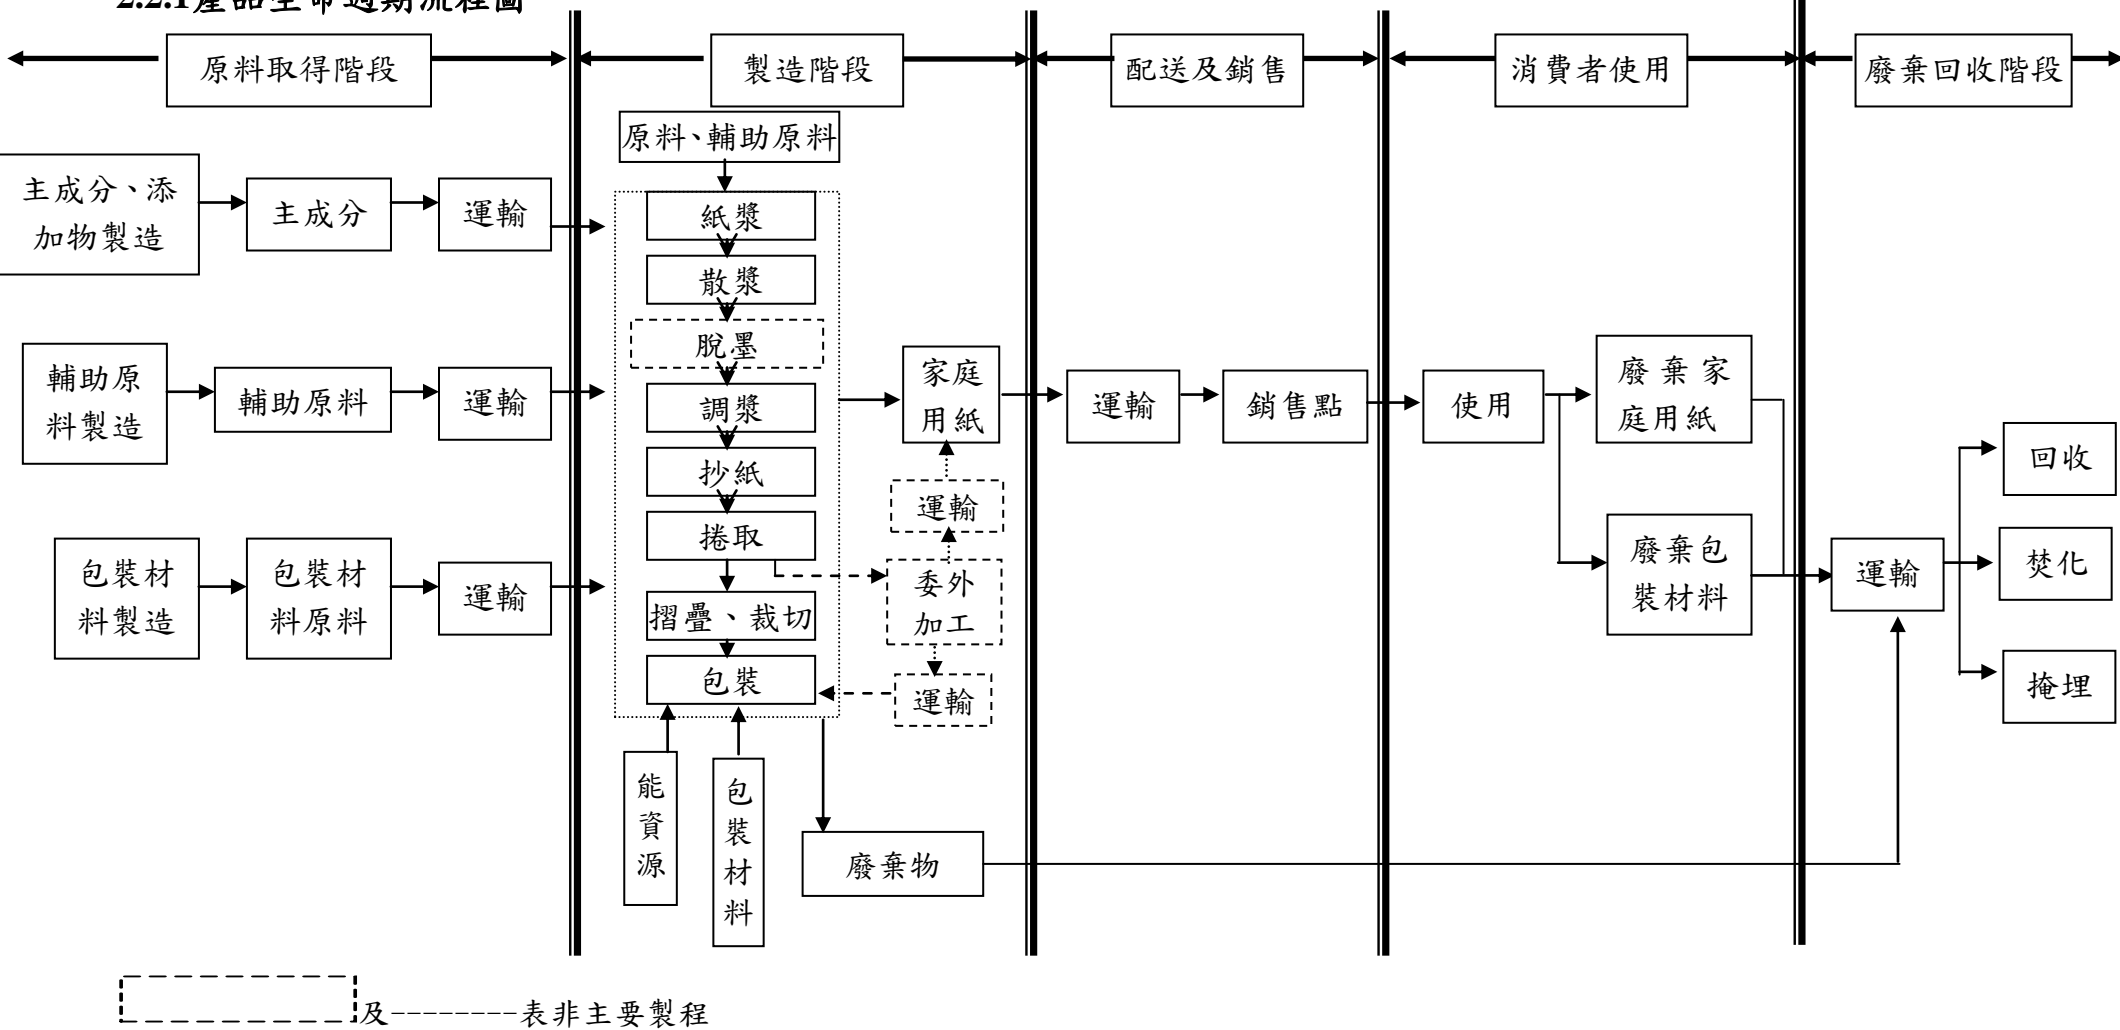 2.2.1產品生命週期流程圖
原料取得階段
製造階段
配送及銷售
消費者使用
廢棄回收階段
主成分、添
加物製造
主成分
運輸
輔助原
料製造
輔助原料
運輸
包裝材
料製造
包裝材
料原料
運輸
原料、輔助原料
紙漿
散漿
脫墨
調漿
抄紙
捲取
摺疊、裁切
包裝
能資源
包裝材料
廢棄物
家庭
用紙
運輸
委外
加工
運輸
運輸
銷售點
使用
廢棄家
庭用紙
廢棄包
裝材料
運輸
回收
焚化
掩埋
及--------表非主要製程